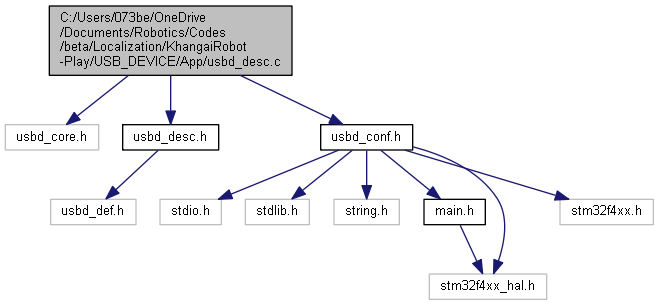 C:/Users/073be/OneDrive
/Documents/Robotics/Codes
/beta/Localization/KhangaiRobot
-Play/USB_DEVICE/App/usbd_desc.c
usbd_core.h
usbd_desc.h
usbd_conf.h
usbd_def.h
stdio.h
stdlib.h
string.h
main.h
stm32f4xx.h
stm32f4xx_hal.h